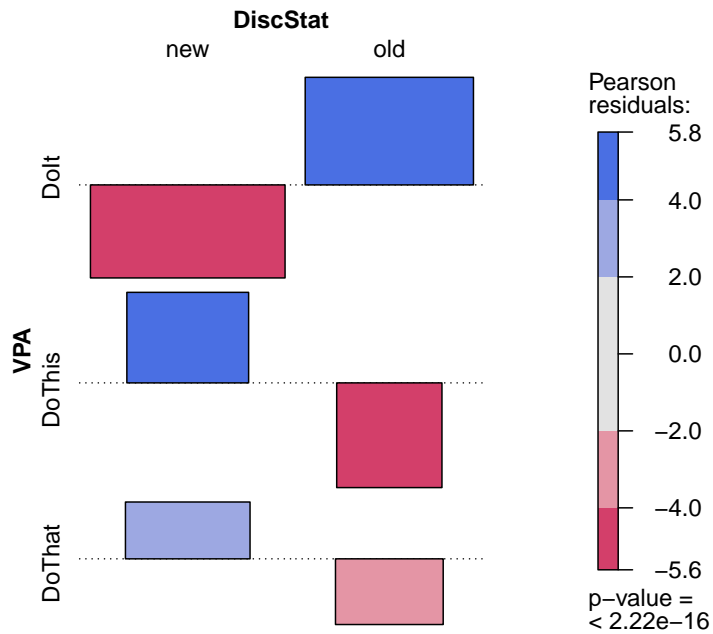 DiscStat
new old
DoIt
VPA
DoThis
DoThat
Pearson
residuals:
5.8
4.0
2.0
0.0
−2.0
−4.0
−5.6
p−value =
< 2.22e−16